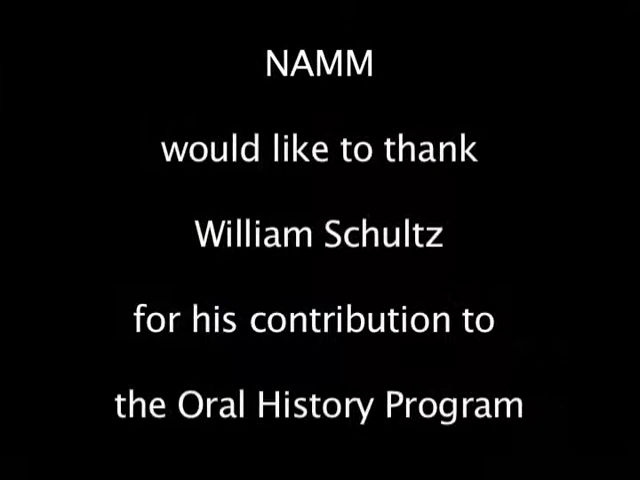 NAMM
would like to thank
William Schultz
for his contribution to
the Oral History Program